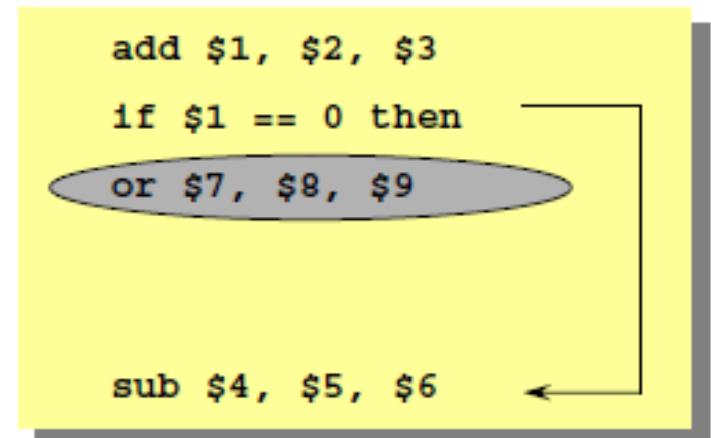 add $1, $2, $3
if $1 == 0 then
or $7, $8, $9
sub $4, $5, $6